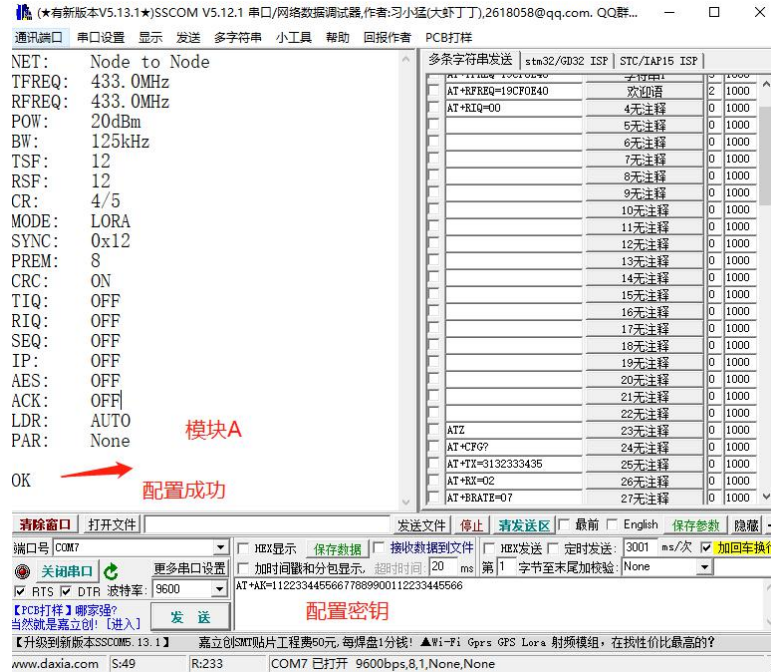 (★有新版本V5.13.1★)SSCOM V5.12.1 串口/网络数据调试器,作者:习小猛(大虾丁丁),2618058@qq.com. QQ群...
通讯端口 串口设置 显示 发送 多字符串 小工具 帮助 回报作者 PCB打样
NET: Node to Node
TFREQ: 433.0MHz
RFREQ: 433.0MHz
POW: 20dBm
BW: 125kHz
TSF: 12
RSF: 12
CR: 4/5
MODE: LORA
SYNC: 0x12
PREM: 8
CRC: ON
TIQ: OFF
RIQ: OFF
SEQ: OFF
IP: OFF
AES: OFF
ACK: OFF
LDR: AUTO
PAR: None
OK
模块A
配置成功
多条字符串发送 stm32/GD32 ISP STC/IAP15 ISP
AT+RFREQ=19CF0E40 欢迎语 2 1000
AT+RIQ=00 4无注释 0 1000
5无注释 0 1000
6无注释 0 1000
7无注释 0 1000
8无注释 0 1000
9无注释 0 1000
10无注释 0 1000
11无注释 0 1000
12无注释 0 1000
13无注释 0 1000
14无注释 0 1000
15无注释 0 1000
16无注释 0 1000
17无注释 0 1000
18无注释 0 1000
19无注释 0 1000
20无注释 0 1000
21无注释 0 1000
22无注释 0 1000
ATZ 23无注释 0 1000
AT+CFG? 24无注释 0 1000
AT+TX=3132333435 25无注释 0 1000
AT+RX=02 26无注释 0 1000
AT+BRATE=07 27无注释 0 1000
清除窗口 打开文件 发送文件 停止 清发送区 最前 English 保存参数 隐藏 -
端口号 COM7 HEX显示 保存数据 接收数据到文件 HEX发送 定时发送: 3001 ms/次 加回车换行
关闭串口 更多串口设置 加时间戳和分包显示, 超时时间: 20 ms 第 1 字节至末尾加校验: None
RTS DTR 波特率: 9600
AT+AK=11223344556677889900112233445566
配置密钥
发 送
【PCB打样】哪家强?
当然就是嘉立创! [进入]
【升级到新版本SSCOM5.13.1】 嘉立创SMT贴片工程费50元,每焊盘1分钱! ▲Wi-Fi Gprs GPS Lora 射频模组, 在找性价比最高的?
www.daxia.com S:49 R:233 COM7 已打开 9600bps,8,1,None,None